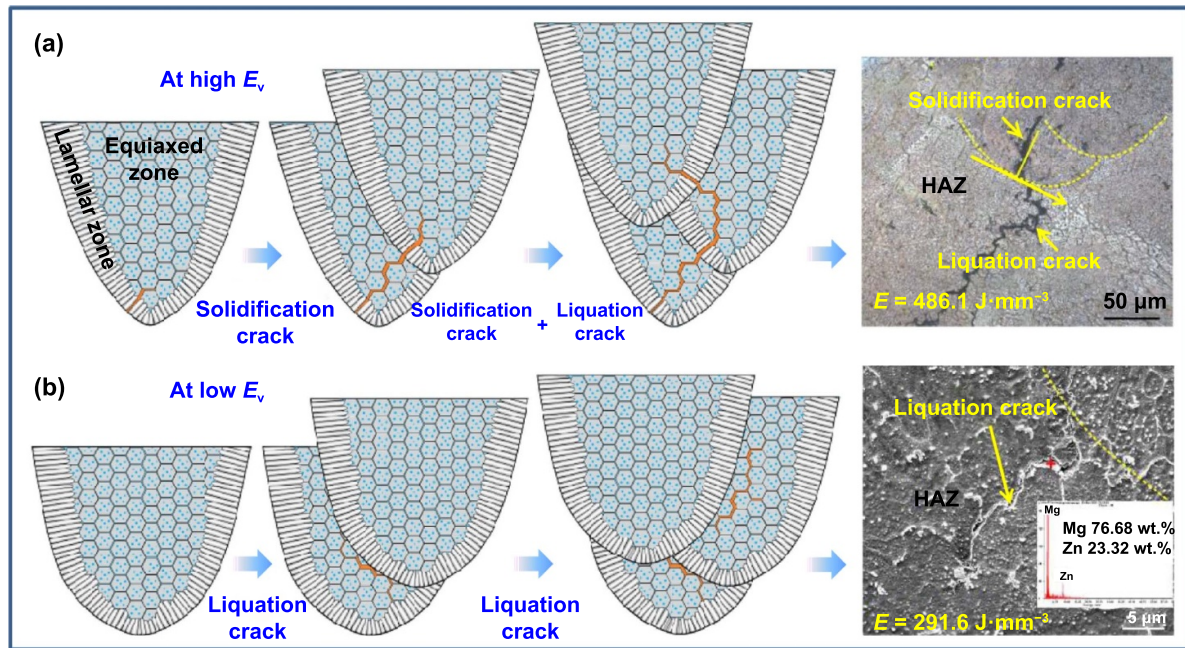 (a)
At high Ev
Lamellar zone
Equiaxed
zone
Solidification
crack
Solidification
crack
+
Liquation
crack
Solidification crack
HAZ
Liquation crack
E = 486.1 J·mm⁻³
50 µm
(b)
At low Ev
Liquation
crack
Liquation
crack
Liquation crack
HAZ
Mg
Mg 76.68 wt.%
Zn 23.32 wt.%
Zn
E = 291.6 J·mm⁻³
5 µm